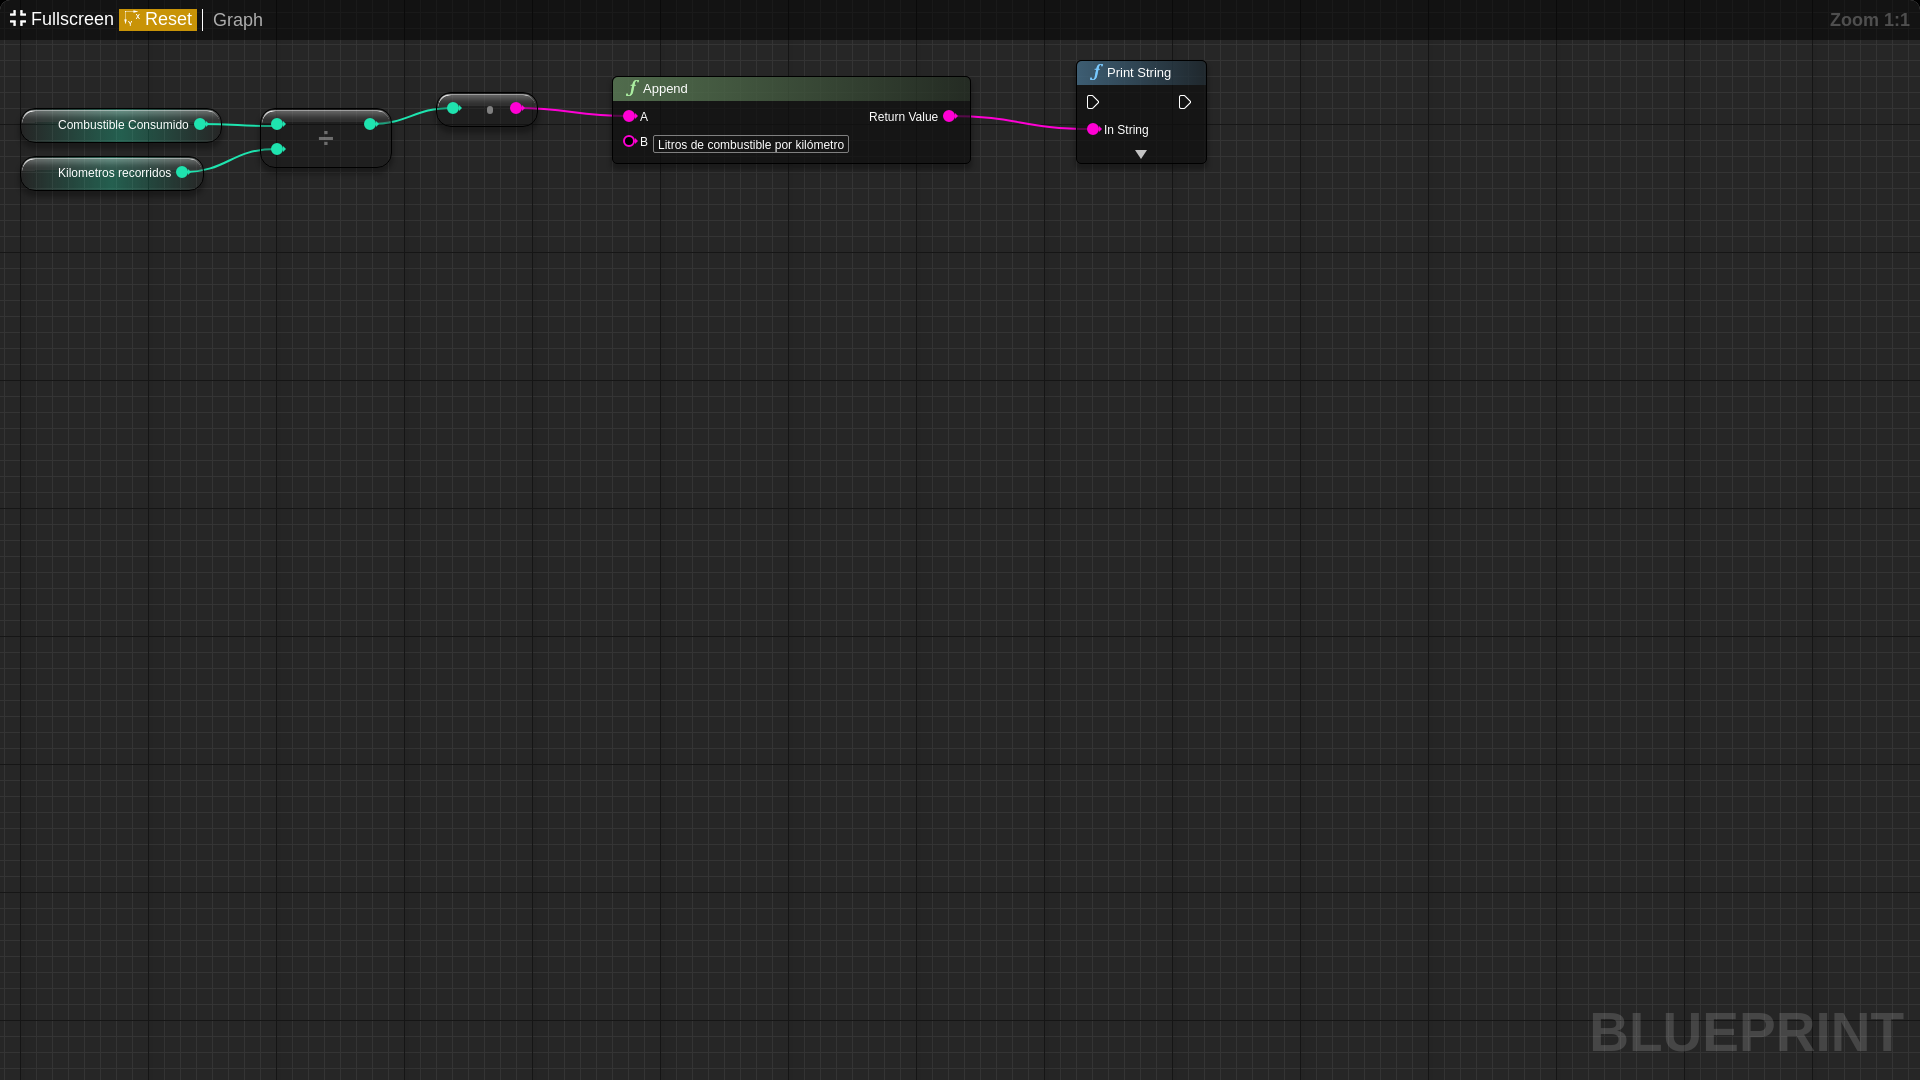 Fullscreen Reset Graph
Zoom 1:1
Combustible Consumido
Kilometros recorridos
÷
f Append
A
Return Value
B Litros de combustible por kilómetro
f Print String
In String
BLUEPRINT